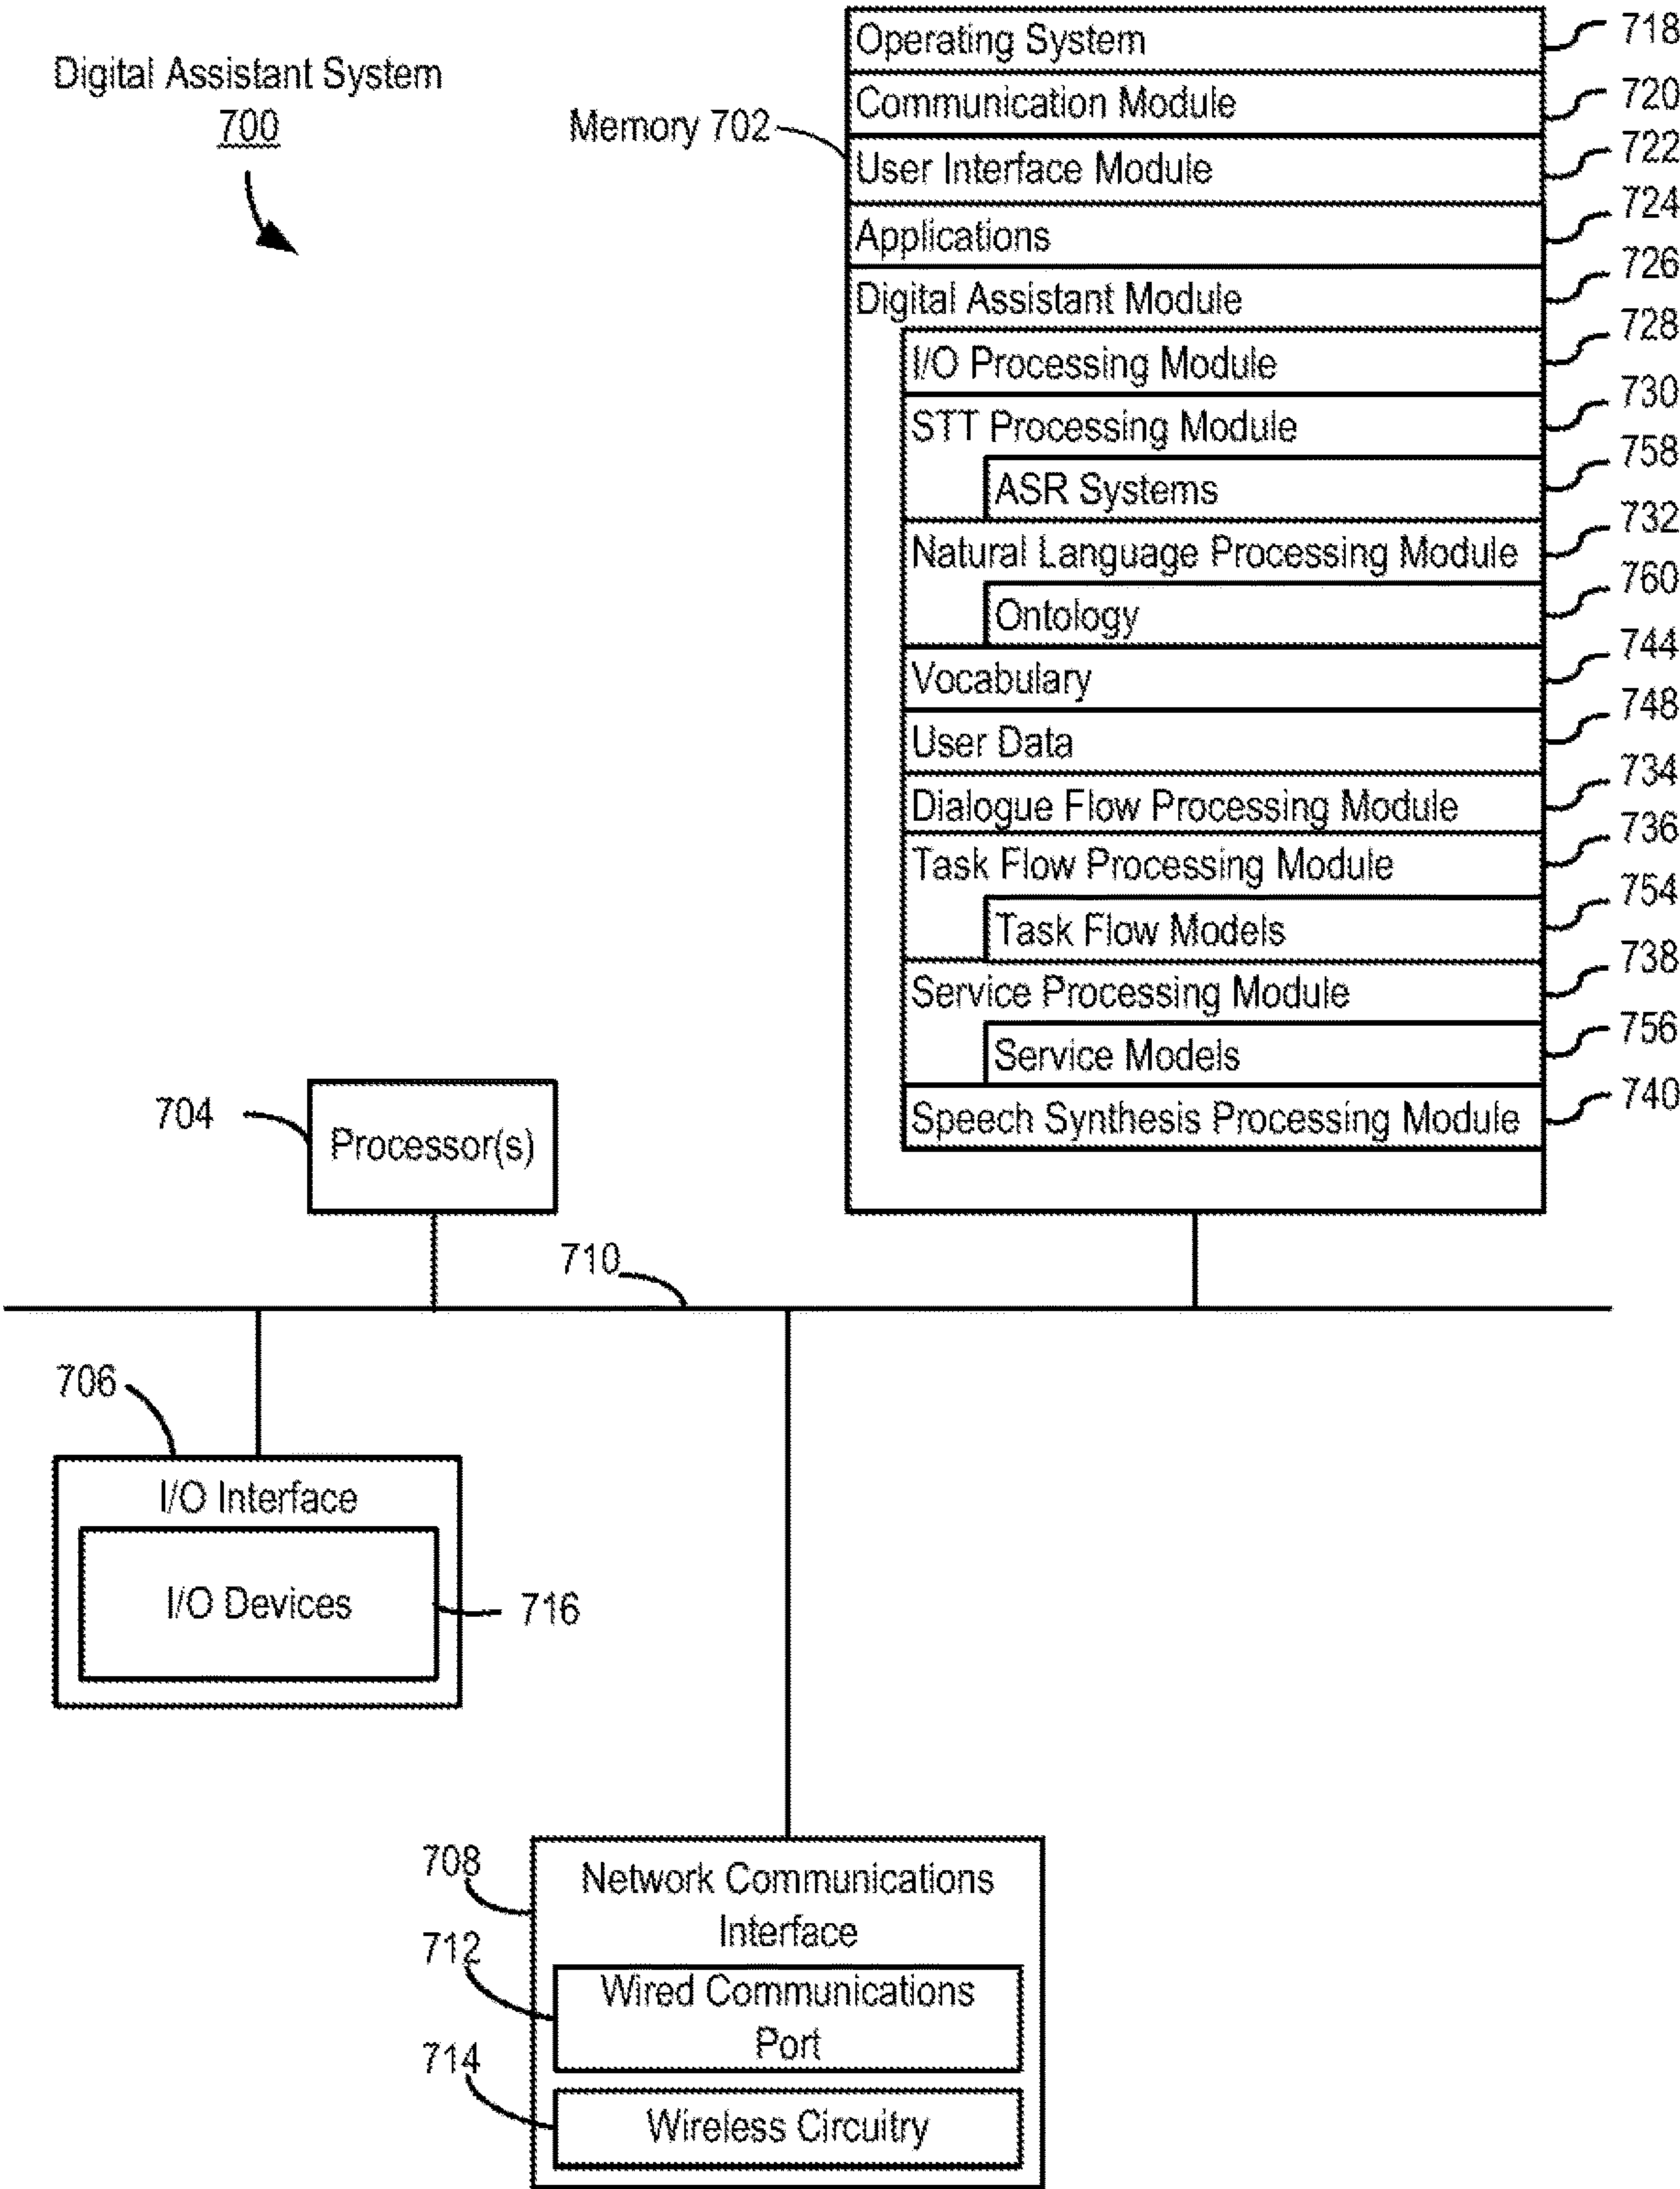 Digital Assistant System
700
Memory 702
Operating System 718
Communication Module 720
User Interface Module 722
Applications 724
Digital Assistant Module 726
I/O Processing Module 728
STT Processing Module 730
ASR Systems 758
Natural Language Processing Module 732
Ontology 760
Vocabulary 744
User Data 748
Dialogue Flow Processing Module 734
Task Flow Processing Module 736
Task Flow Models 754
Service Processing Module 738
Service Models 756
Speech Synthesis Processing Module 740
704
Processor(s)
710
706
I/O Interface
I/O Devices
716
708
Network Communications
Interface
712
Wired Communications
Port
714
Wireless Circuitry